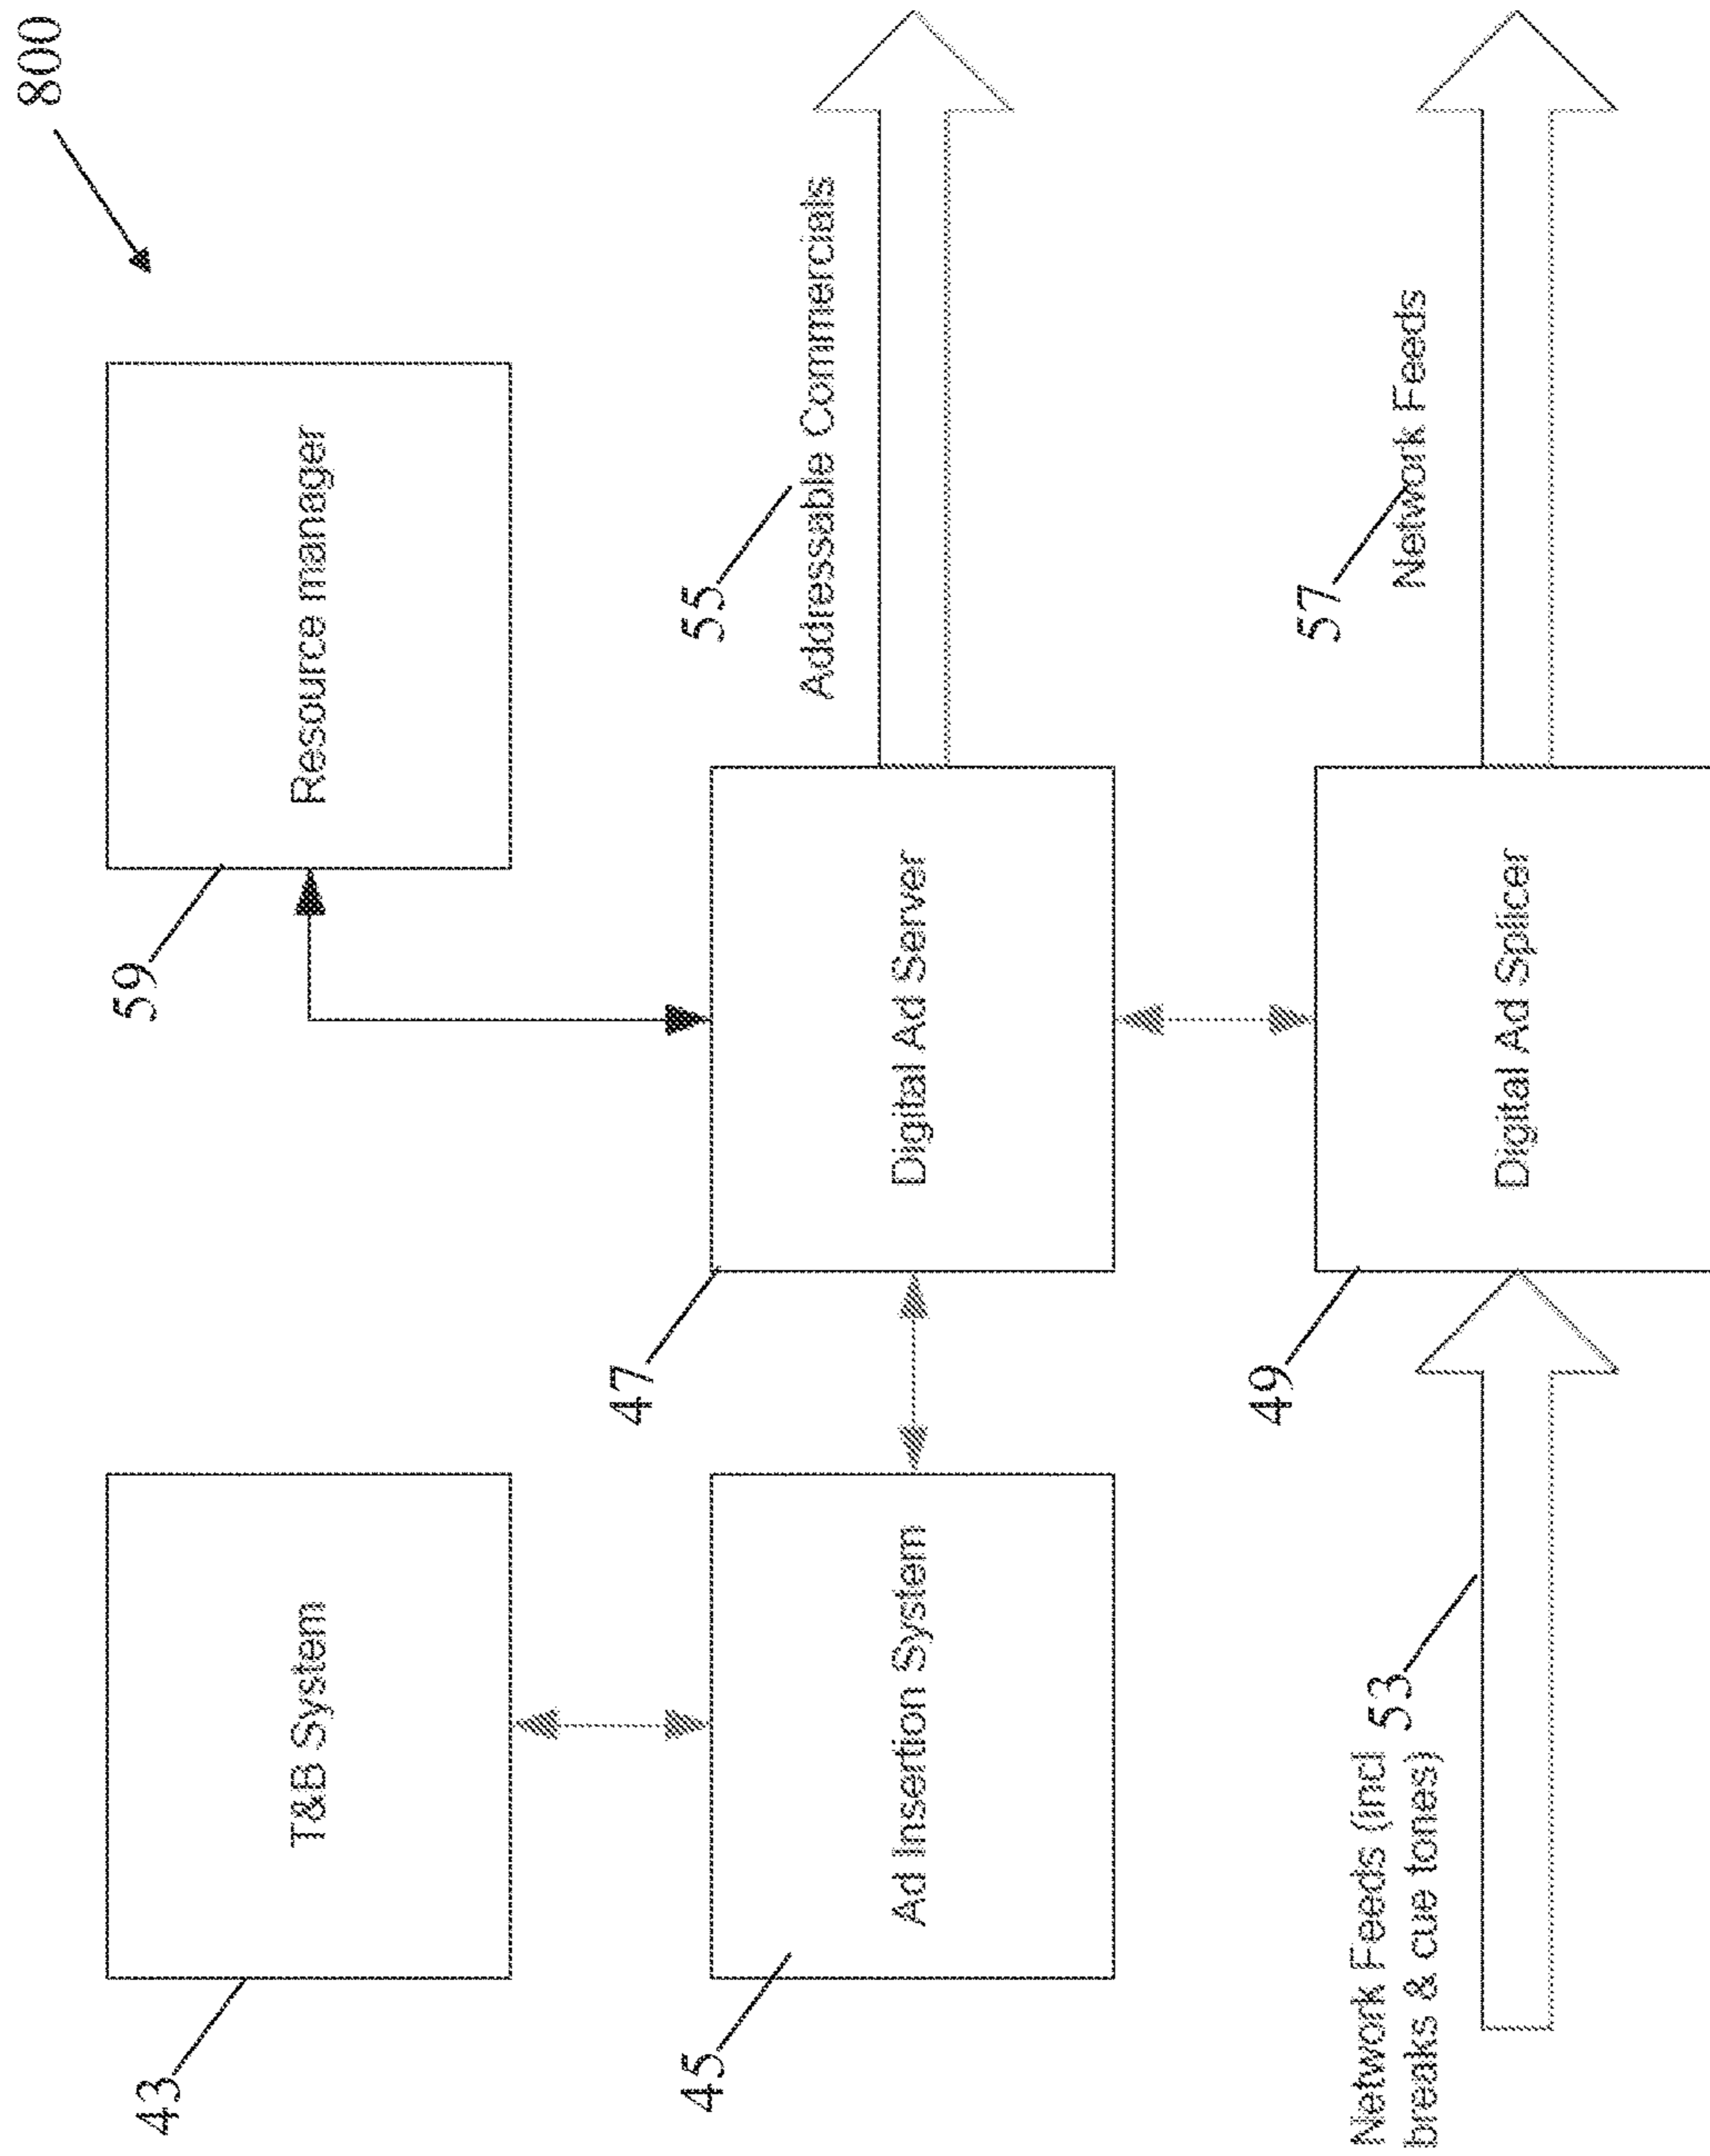 800
43
T&B System
59
Resource manager
45
Ad Insertion System
47
Digital Ad Server
55
Addressable Commercials
Network Feeds (incl
breaks & cue tones)
53
49
Digital Ad Splicer
57
Network Feeds